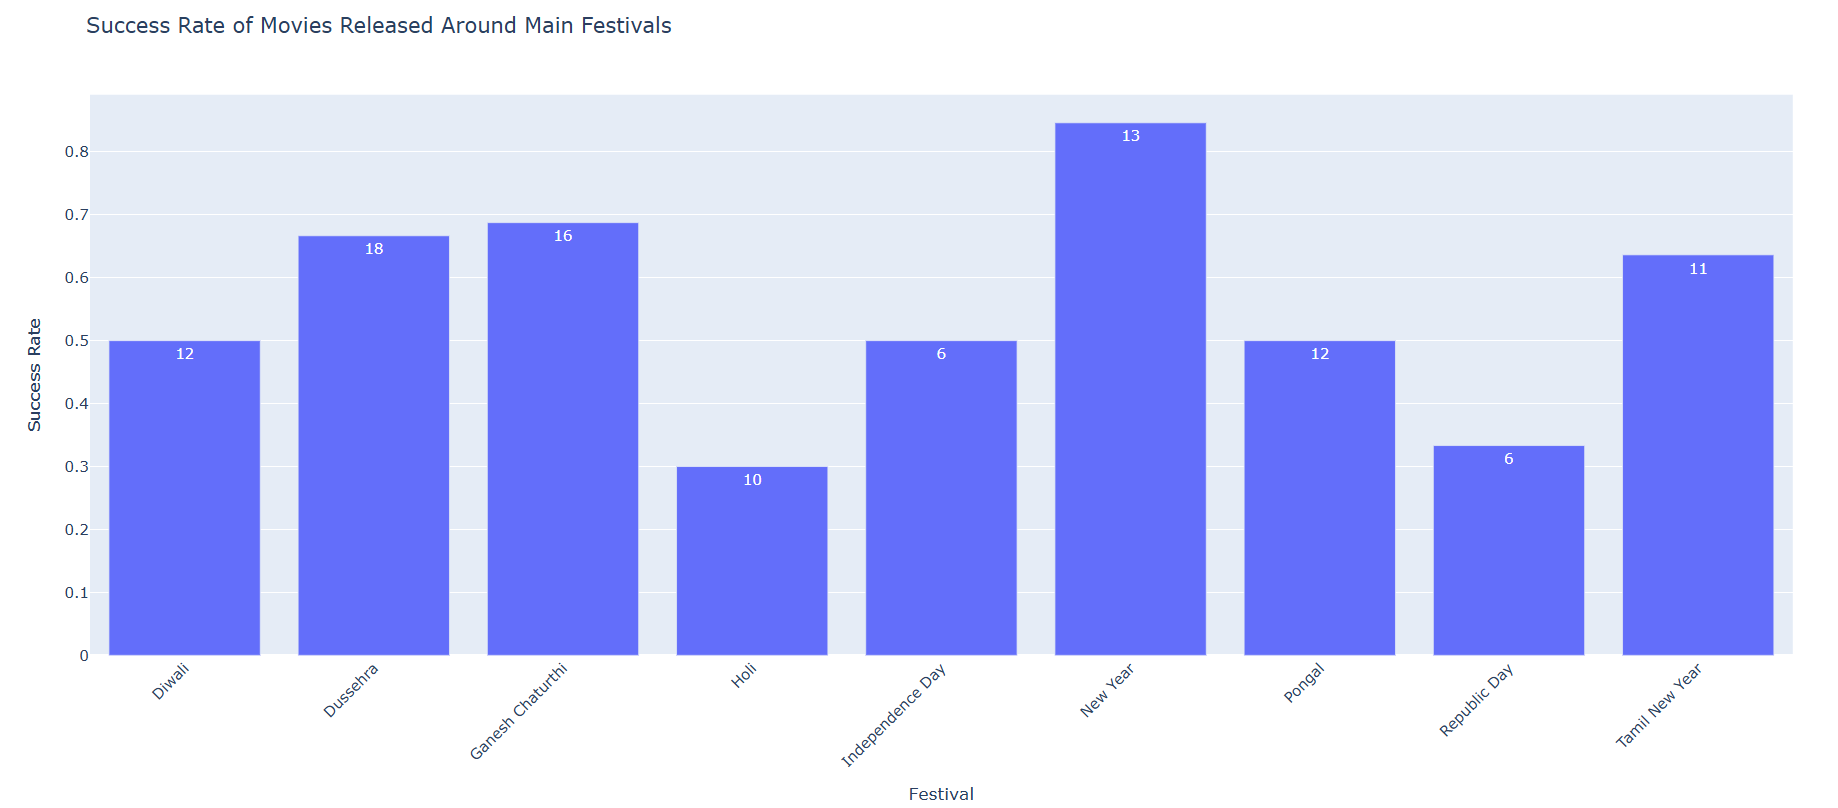 Success Rate of Movies Released Around Main Festivals
Success Rate
0.8
0.7
0.6
0.5
0.4
0.3
0.2
0.1
0
12
18
16
10
6
13
12
6
11
Diwali
Dussehra
Ganesh Chaturthi
Holi
Independence Day
New Year
Pongal
Republic Day
Tamil New Year
Festival